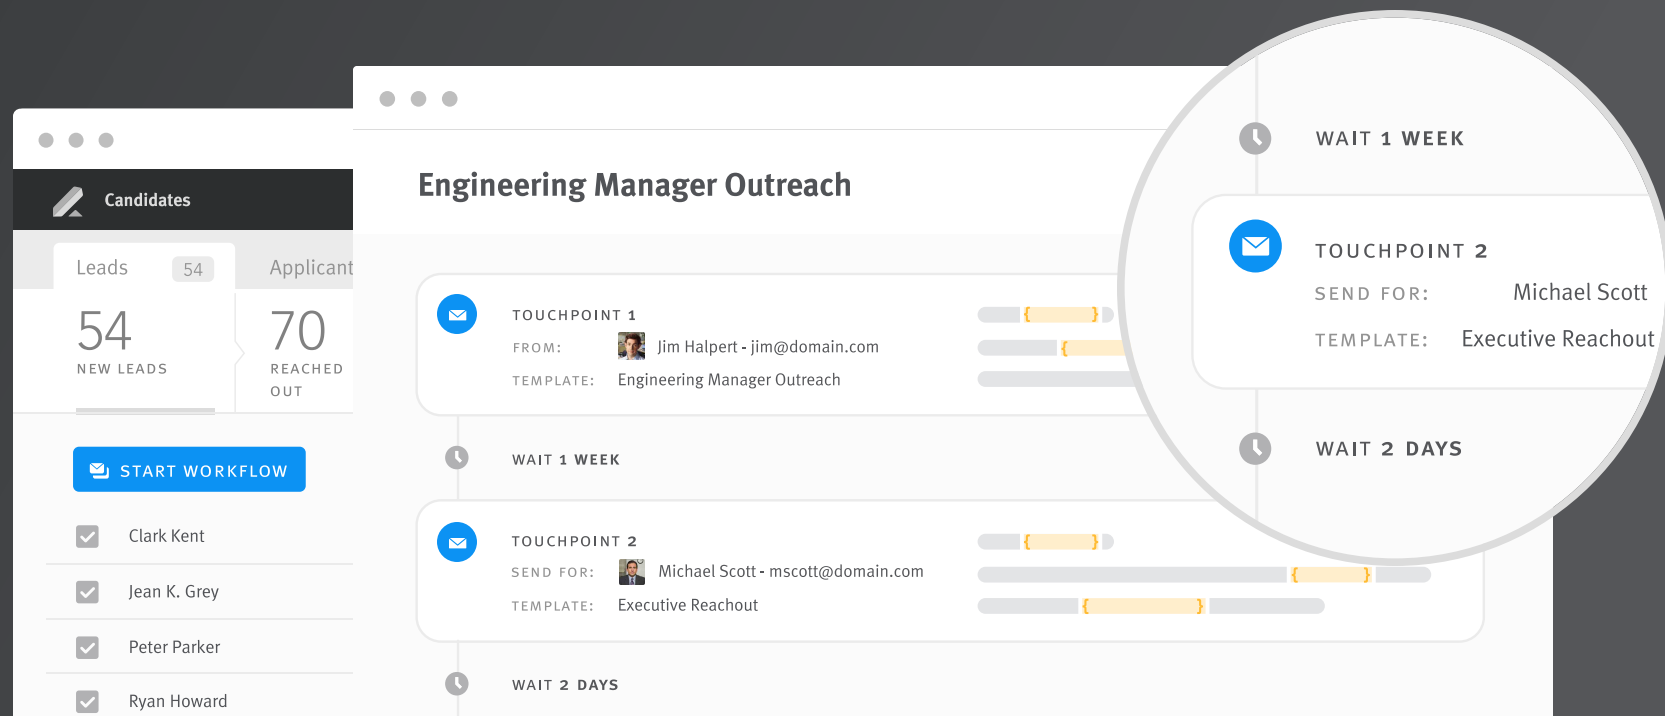 Candidates
Leads 54
Applicant
54
NEW LEADS
70
REACHED
OUT
START WORKFLOW
Clark Kent
Jean K. Grey
Peter Parker
Ryan Howard
Engineering Manager Outreach
TOUCHPOINT 1
FROM: Jim Halpert - jim@domain.com
TEMPLATE: Engineering Manager Outreach
{ }
{
WAIT 1 WEEK
TOUCHPOINT 2
SEND FOR: Michael Scott - mscott@domain.com
TEMPLATE: Executive Reachout
{ }
{ }
{ }
WAIT 2 DAYS
WAIT 1 WEEK
TOUCHPOINT 2
SEND FOR: Michael Scott
TEMPLATE: Executive Reachout
WAIT 2 DAYS